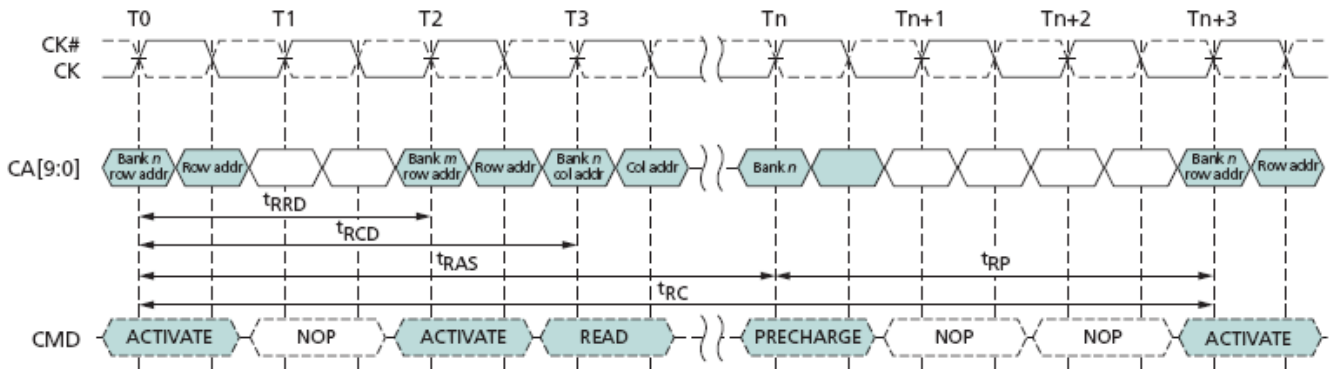 T0 T1 T2 T3 Tn Tn+1 Tn+2 Tn+3
CK#
CK
CA[9:0]
Bank n row addr
Row addr
Bank m row addr
Row addr
Bank n col addr
Col addr
Bank n
Bank n row addr
Row addr
tRRD
tRCD
tRAS tRP
tRC
CMD ACTIVATE NOP ACTIVATE READ PRECHARGE NOP NOP ACTIVATE